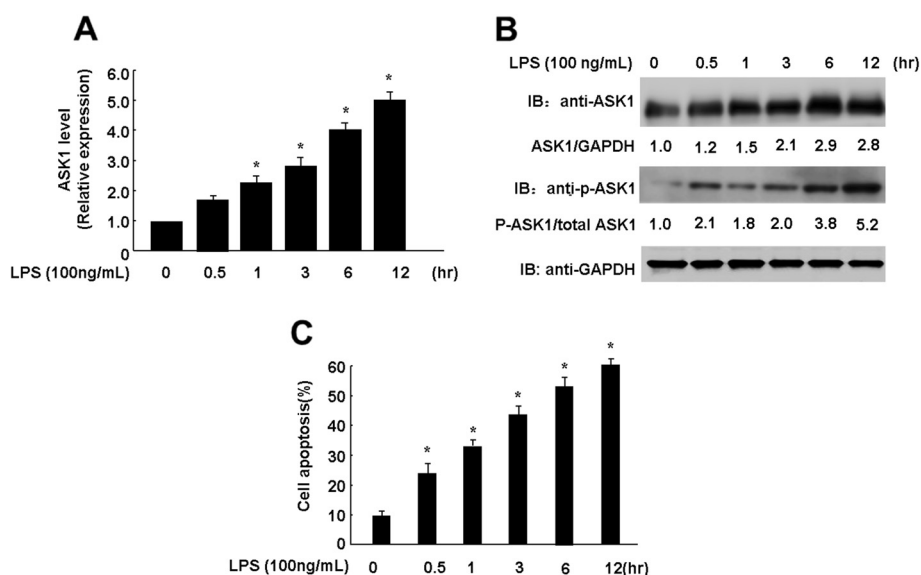 A
ASK1 level
(Relative expression)
6.0
5.0
4.0
3.0
2.0
1.0
0
*
*
*
*
LPS (100ng/mL) 0 0.5 1 3 6 12 (hr)
B
LPS (100 ng/mL) 0 0.5 1 3 6 12 (hr)
IB: anti-ASK1
ASK1/GAPDH 1.0 1.2 1.5 2.1 2.9 2.8
IB: anti-p-ASK1
P-ASK1/total ASK1 1.0 2.1 1.8 2.0 3.8 5.2
IB: anti-GAPDH
C
Cell apoptosis(%)
60
50
40
30
20
10
0
*
*
*
*
*
LPS (100ng/mL) 0 0.5 1 3 6 12(hr)